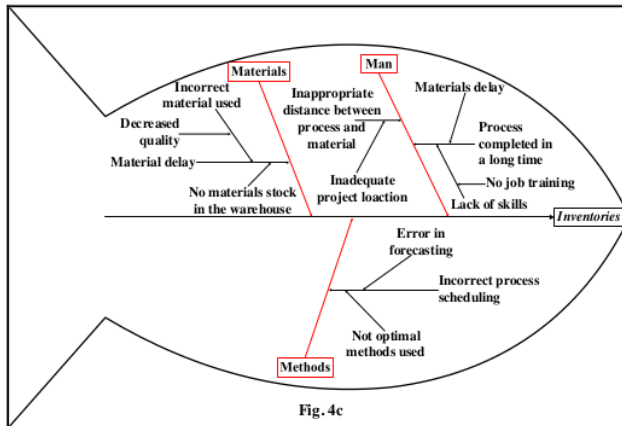 Materials
Man
Incorrect
material used
Decreased
quality
Material delay
No materials stock
in the warehouse
Inappropriate
distance between
process and
material
Inadequate
project loaction
Materials delay
Process
completed in
a long time
No job training
Lack of skills
Inventories
Error in
forecasting
Incorrect process
scheduling
Not optimal
methods used
Methods
Fig. 4c